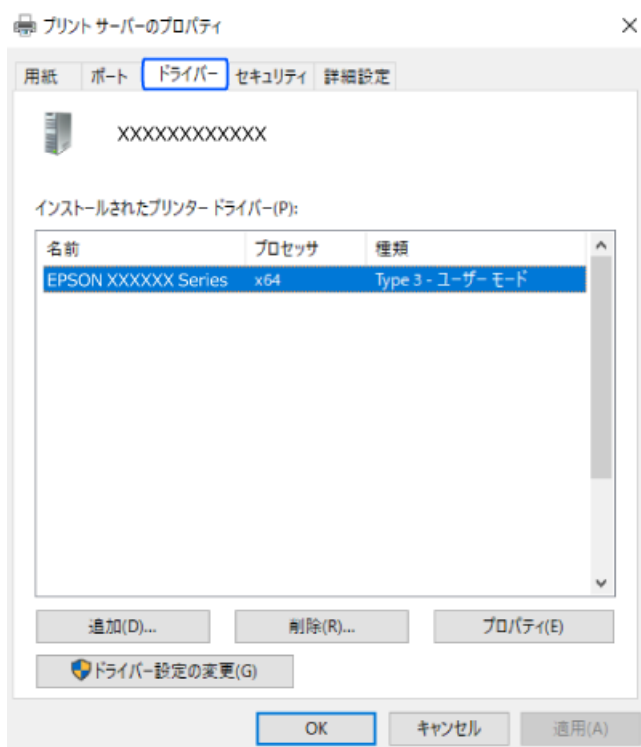 プリント サーバーのプロパティ
用紙 ポート ドライバー セキュリティ 詳細設定
XXXXXXXXXXXX
インストールされたプリンター ドライバー(P):
名前 プロセッサ 種類
EPSON XXXXXX Series x64 Type 3 - ユーザー モード
追加(D)... 削除(R)... プロパティ(E)
ドライバー設定の変更(G)
OK キャンセル 適用(A)